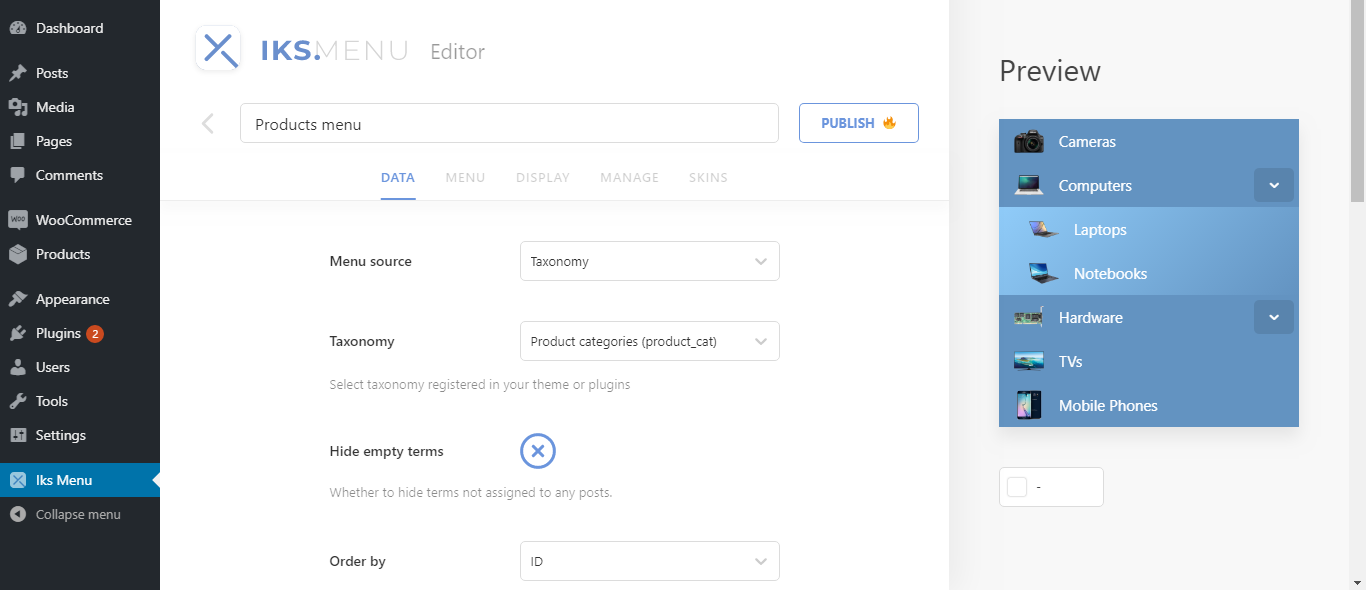 Dashboard
Posts
Media
Pages
Comments
WOO WooCommerce
Products
Appearance
Plugins 2
Users
Tools
Settings
Iks Menu
Collapse menu
IKS.MENU Editor
Products menu
PUBLISH
DATA MENU DISPLAY MANAGE SKINS
Menu source Taxonomy
Taxonomy Product categories (product_cat)
Select taxonomy registered in your theme or plugins
Hide empty terms
Whether to hide terms not assigned to any posts.
Order by ID
Preview
Cameras
Computers
Laptops
Notebooks
Hardware
TVs
Mobile Phones
-